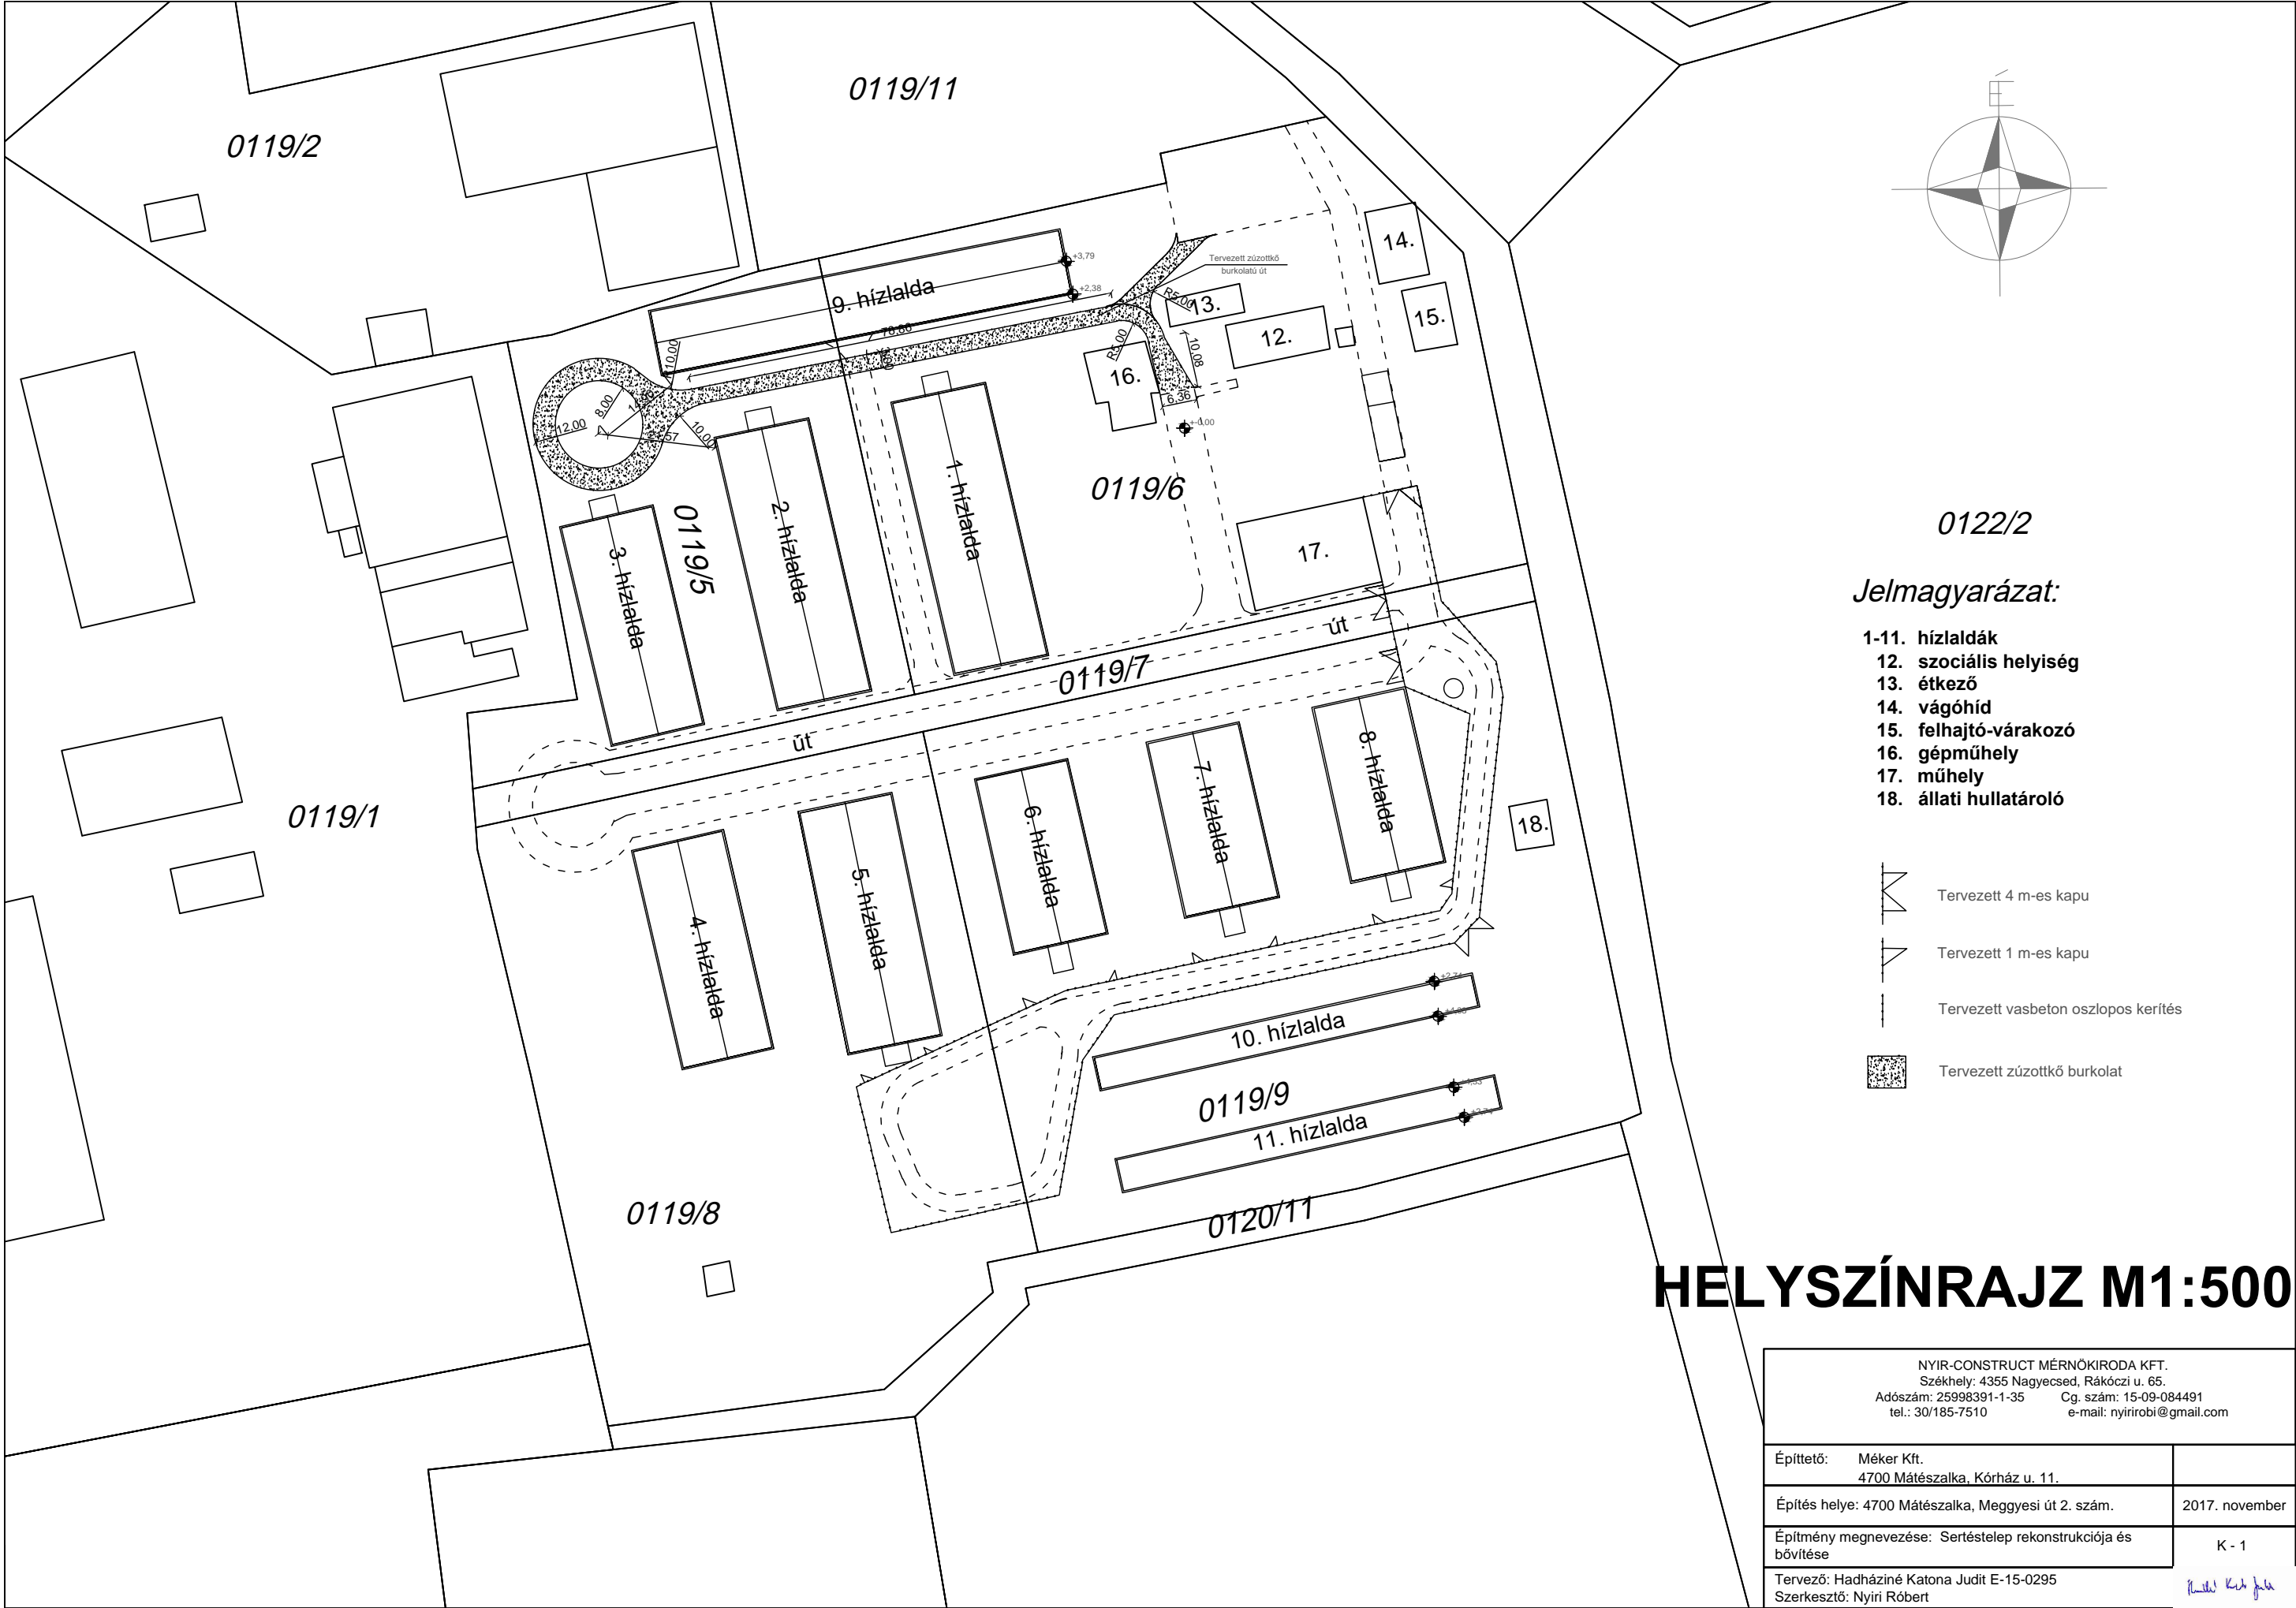 0119/11
0119/2
É
14.
+3,79
Tervezett zúzottkő
burkolatú út
9. hízlalda
+2,38
R5,00
13.
15.
12.
10,00
R5,00
10,08
16.
8,00
12,00
10,00
6,36
+-0,00
1. hízlalda
0119/6
2. hízlalda
0119/5
3. hízlalda
17.
0122/2
Jelmagyarázat:
1-11. hízlaldák
12. szociális helyiség
13. étkező
14. vágóhíd
15. felhajtó-várakozó
16. gépműhely
17. műhely
18. állati hullatároló
út
0119/7
út
0119/1
8. hízlalda
7. hízlalda
6. hízlalda
18.
5. hízlalda
4. hízlalda
Tervezett 4 m-es kapu
Tervezett 1 m-es kapu
Tervezett vasbeton oszlopos kerítés
Tervezett zúzottkő burkolat
10. hízlalda
0119/9
11. hízlalda
0119/8
0120/11
HELYSZÍNRAJZ M1:500
NYIR-CONSTRUCT MÉRNÖKIRODA KFT.
Székhely: 4355 Nagyecsed, Rákóczi u. 65.
Adószám: 25998391-1-35 Cg. szám: 15-09-084491
tel.: 30/185-7510 e-mail: nyirirobi@gmail.com
Építtető: Méker Kft.
4700 Mátészalka, Kórház u. 11.
Építés helye: 4700 Mátészalka, Meggyesi út 2. szám.
2017. november
Építmény megnevezése: Sertéstelep rekonstrukciója és
bővítése
K - 1
Tervező: Hadháziné Katona Judit E-15-0295
Szerkesztő: Nyiri Róbert